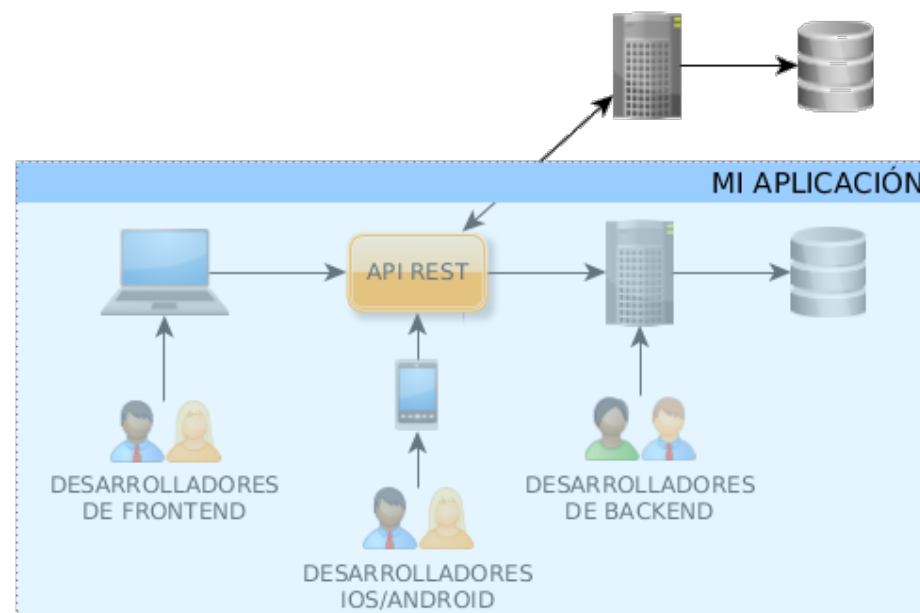 MI APLICACIÓN
API REST
DESARROLLADORES
DE FRONTEND
DESARROLLADORES
DE BACKEND
DESARROLLADORES
IOS/ANDROID